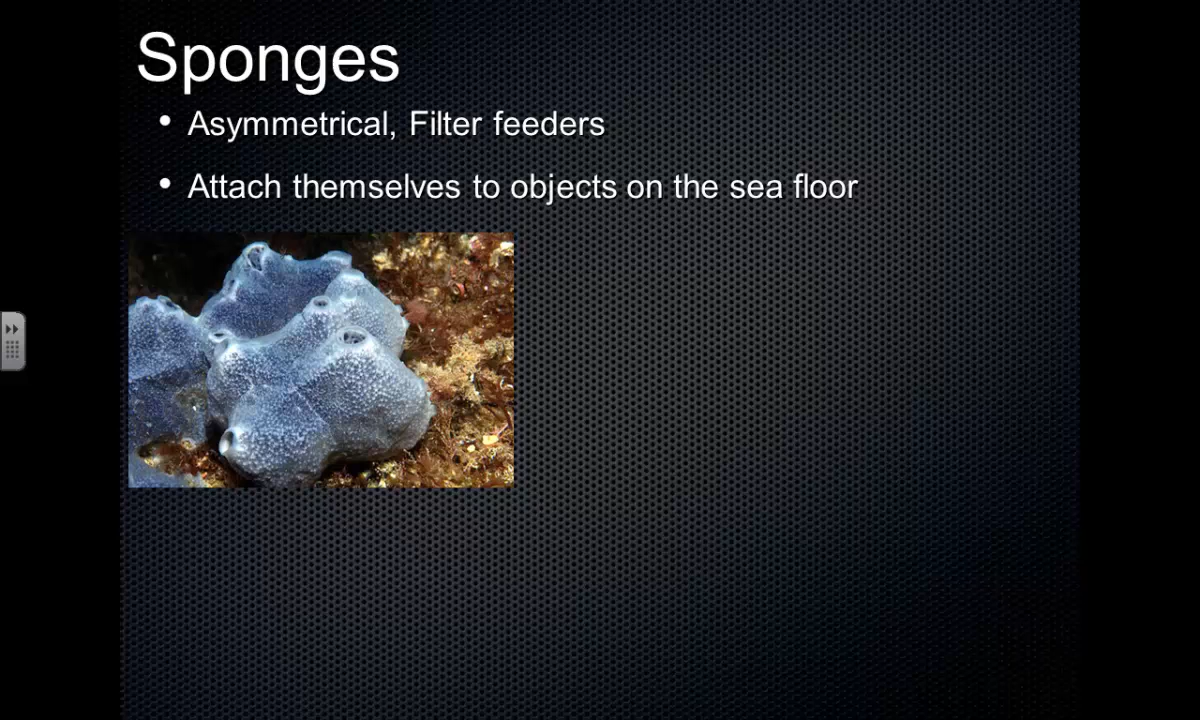 Sponges
• Asymmetrical, Filter feeders
• Attach themselves to objects on the sea floor